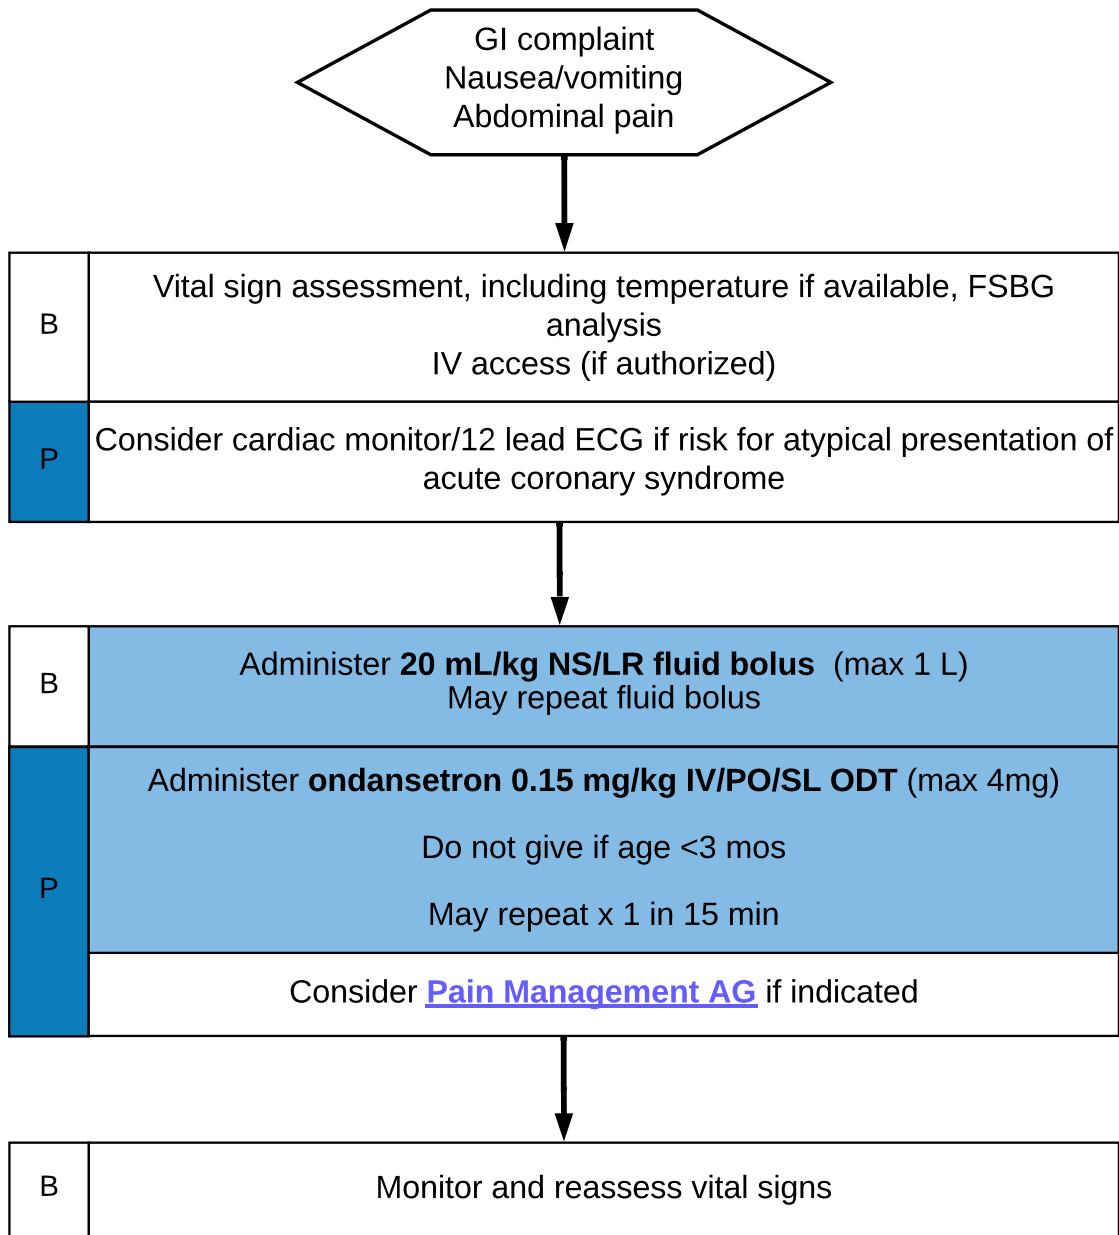 GI complaint
Nausea/vomiting
Abdominal pain
B
Vital sign assessment, including temperature if available, FSBG
analysis
IV access (if authorized)
P
Consider cardiac monitor/12 lead ECG if risk for atypical presentation of
acute coronary syndrome
B
Administer 20 mL/kg NS/LR fluid bolus (max 1 L)
May repeat fluid bolus
P
Administer ondansetron 0.15 mg/kg IV/PO/SL ODT (max 4mg)
Do not give if age <3 mos
May repeat x 1 in 15 min
Consider Pain Management AG if indicated
B
Monitor and reassess vital signs